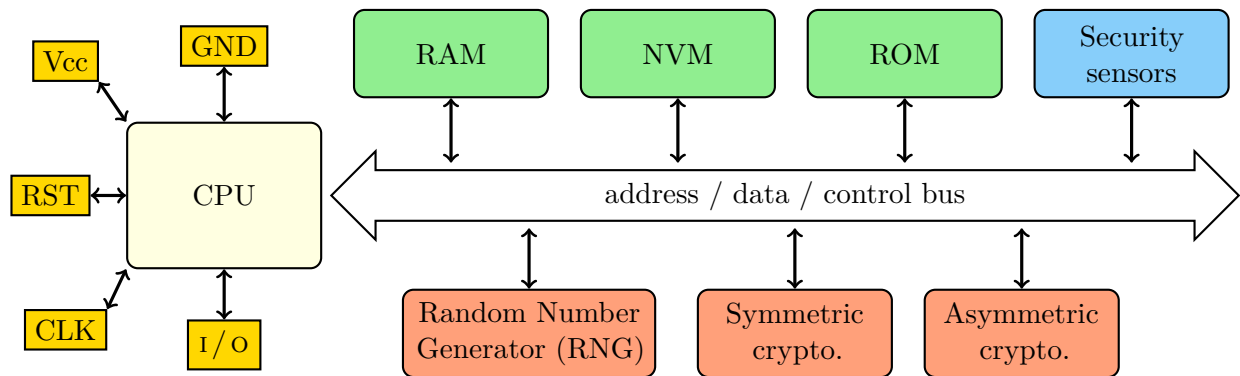 GND
Vcc
RAM
NVM
ROM
Security
sensors
RST
CPU
address / data / control bus
CLK
I/O
Random Number
Generator (RNG)
Symmetric
crypto.
Asymmetric
crypto.